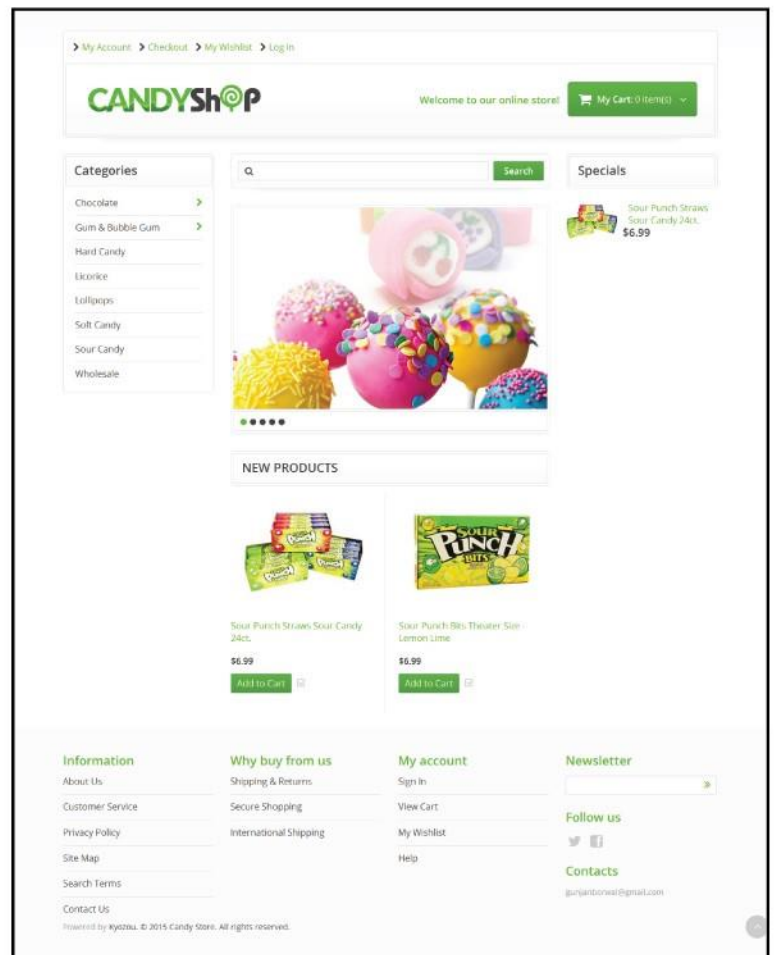 My Account Checkout My Wishlist Log In
CANDYShOP
Welcome to our online store!
My Cart: 0 item(s)
Categories
Chocolate
Gum & Bubble Gum
Hard Candy
Licorice
Lollipops
Soft Candy
Sour Candy
Wholesale
Search
Specials
Sour Punch Straws
Sour Candy 24ct.
$6.99
NEW PRODUCTS
PUNCH
SOUR
PUNCH
BITS
Sour Punch Straws Sour Candy
24ct.
$6.99
Add to Cart
Sour Punch Bits Theater Size -
Lemon Lime
$6.99
Add to Cart
Information
About Us
Customer Service
Privacy Policy
Site Map
Search Terms
Contact Us
Why buy from us
Shipping & Returns
Secure Shopping
International Shipping
My account
Sign In
View Cart
My Wishlist
Help
Newsletter
Follow us
Contacts
Powered by Kyozou. © 2015 Candy Store. All rights reserved.